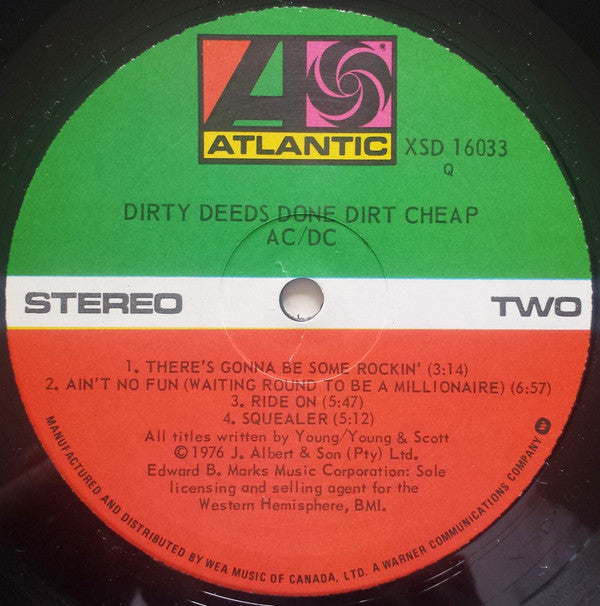 ATLANTIC
XSD 16033
Q
DIRTY DEEDS DONE DIRT CHEAP
AC/DC
STEREO
TWO
1. THERE'S GONNA BE SOME ROCKIN' (3:14)
2. AIN'T NO FUN (WAITING ROUND TO BE A MILLIONAIRE) (6:57)
3. RIDE ON (5:47)
4. SQUEALER (5:12)
All titles written by Young/Young & Scott
© 1976 J. Albert & Son (Pty) Ltd.
Edward B. Marks Music Corporation: Sole
licensing and selling agent for the
Western Hemisphere, BMI.
MANUFACTURED AND DISTRIBUTED BY WEA MUSIC OF CANADA, LTD. A WARNER COMMUNICATIONS COMPANY